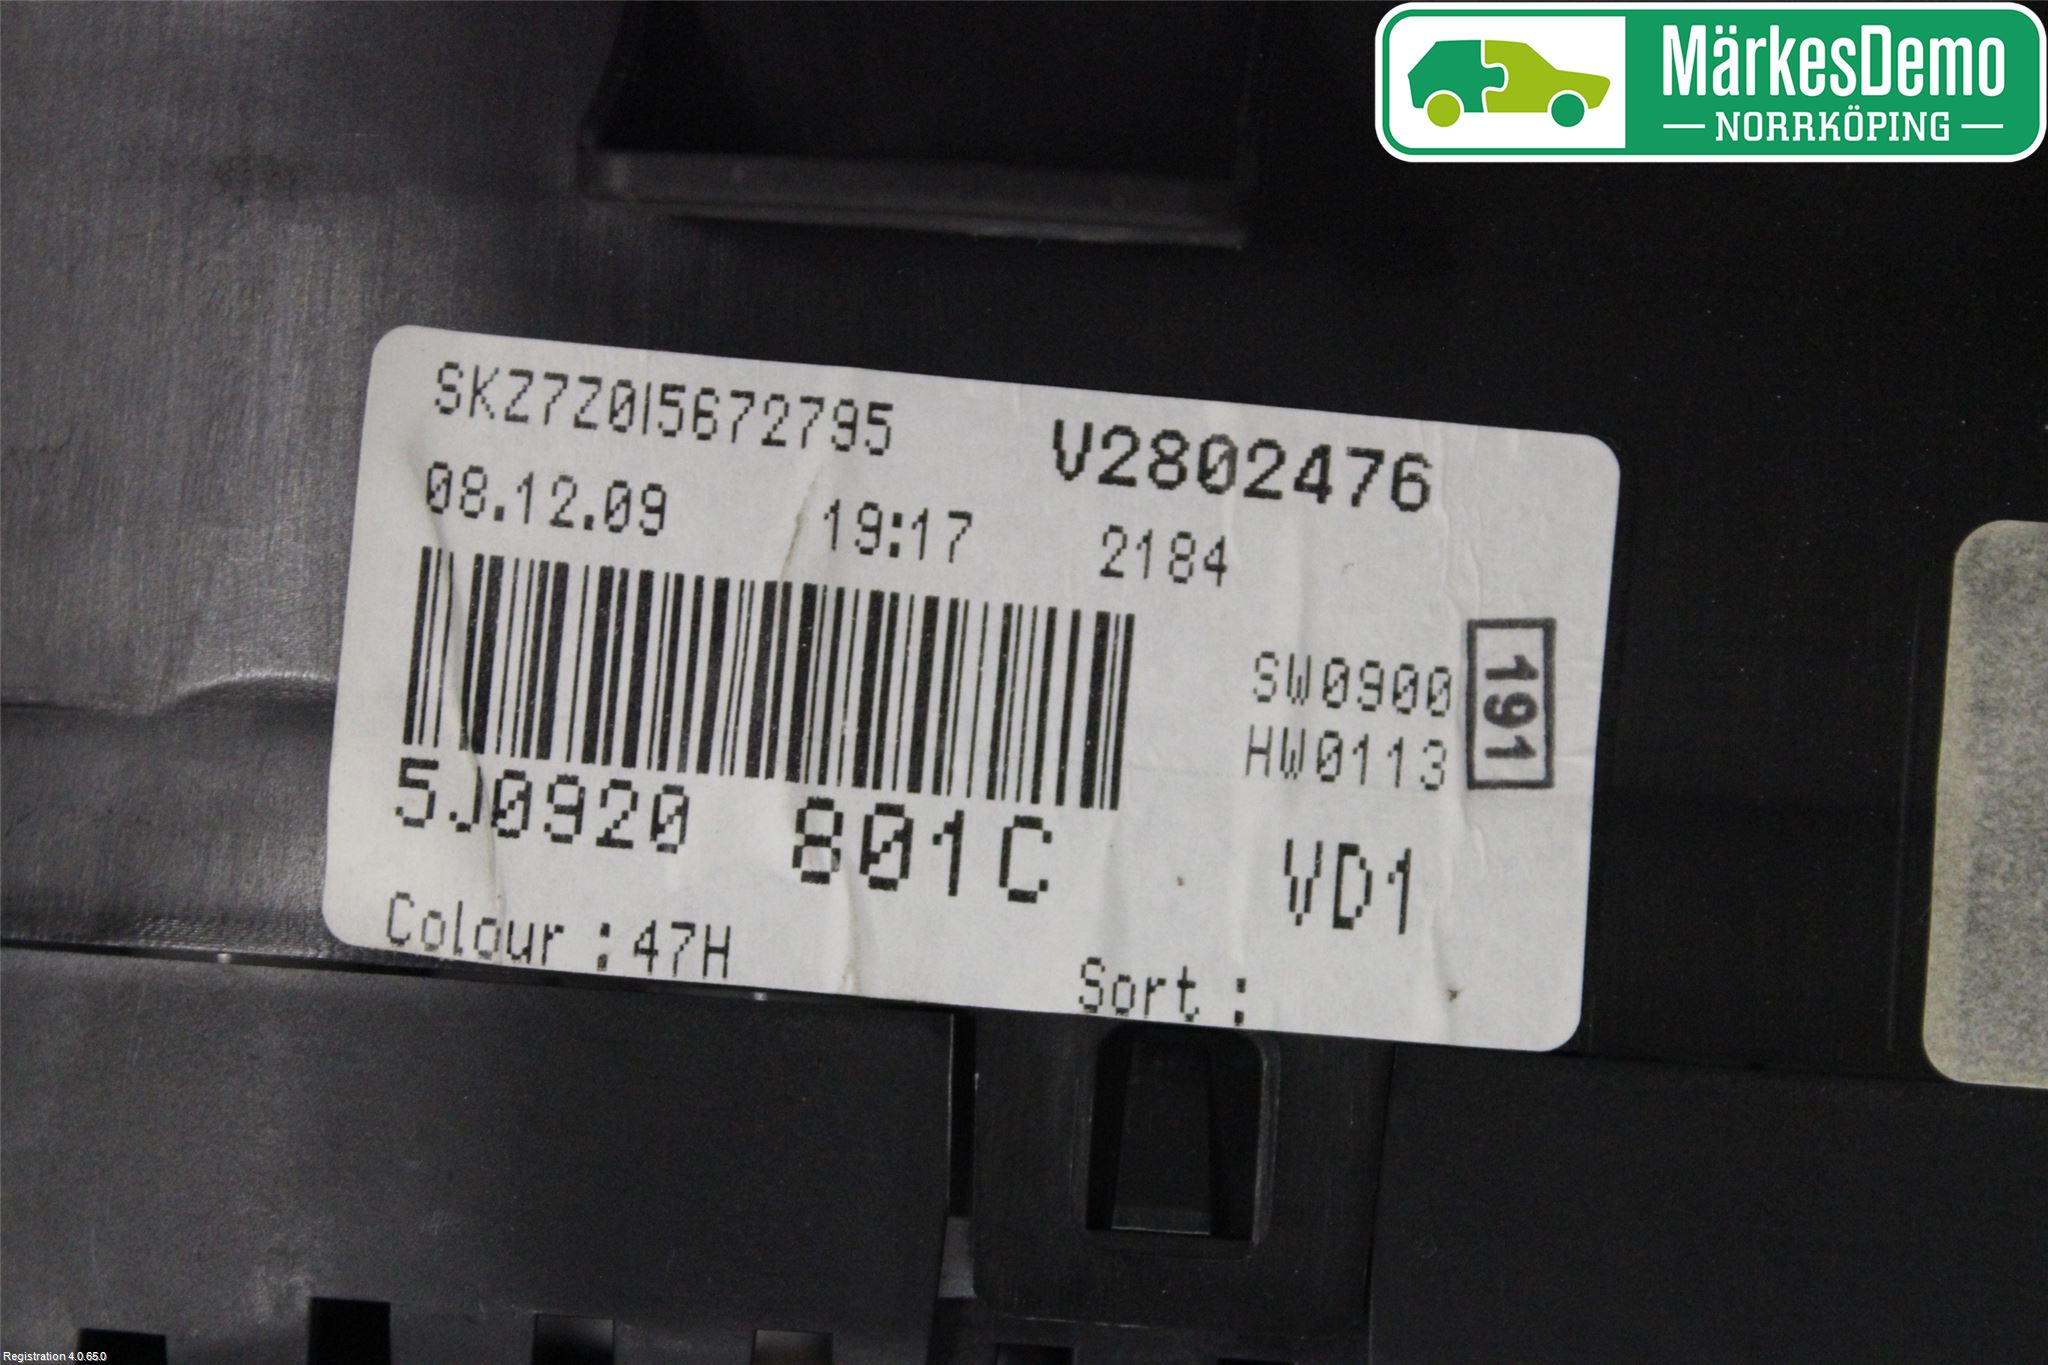 MärkesDemo
NORRKÖPING
SKZ7Z0I5672795
V2802476
08.12.09 19:17 2184
SW0900
HW0113
191
5J0920 801C
VD1
Colour :47H
Sort :
Registration 4.0.65.0